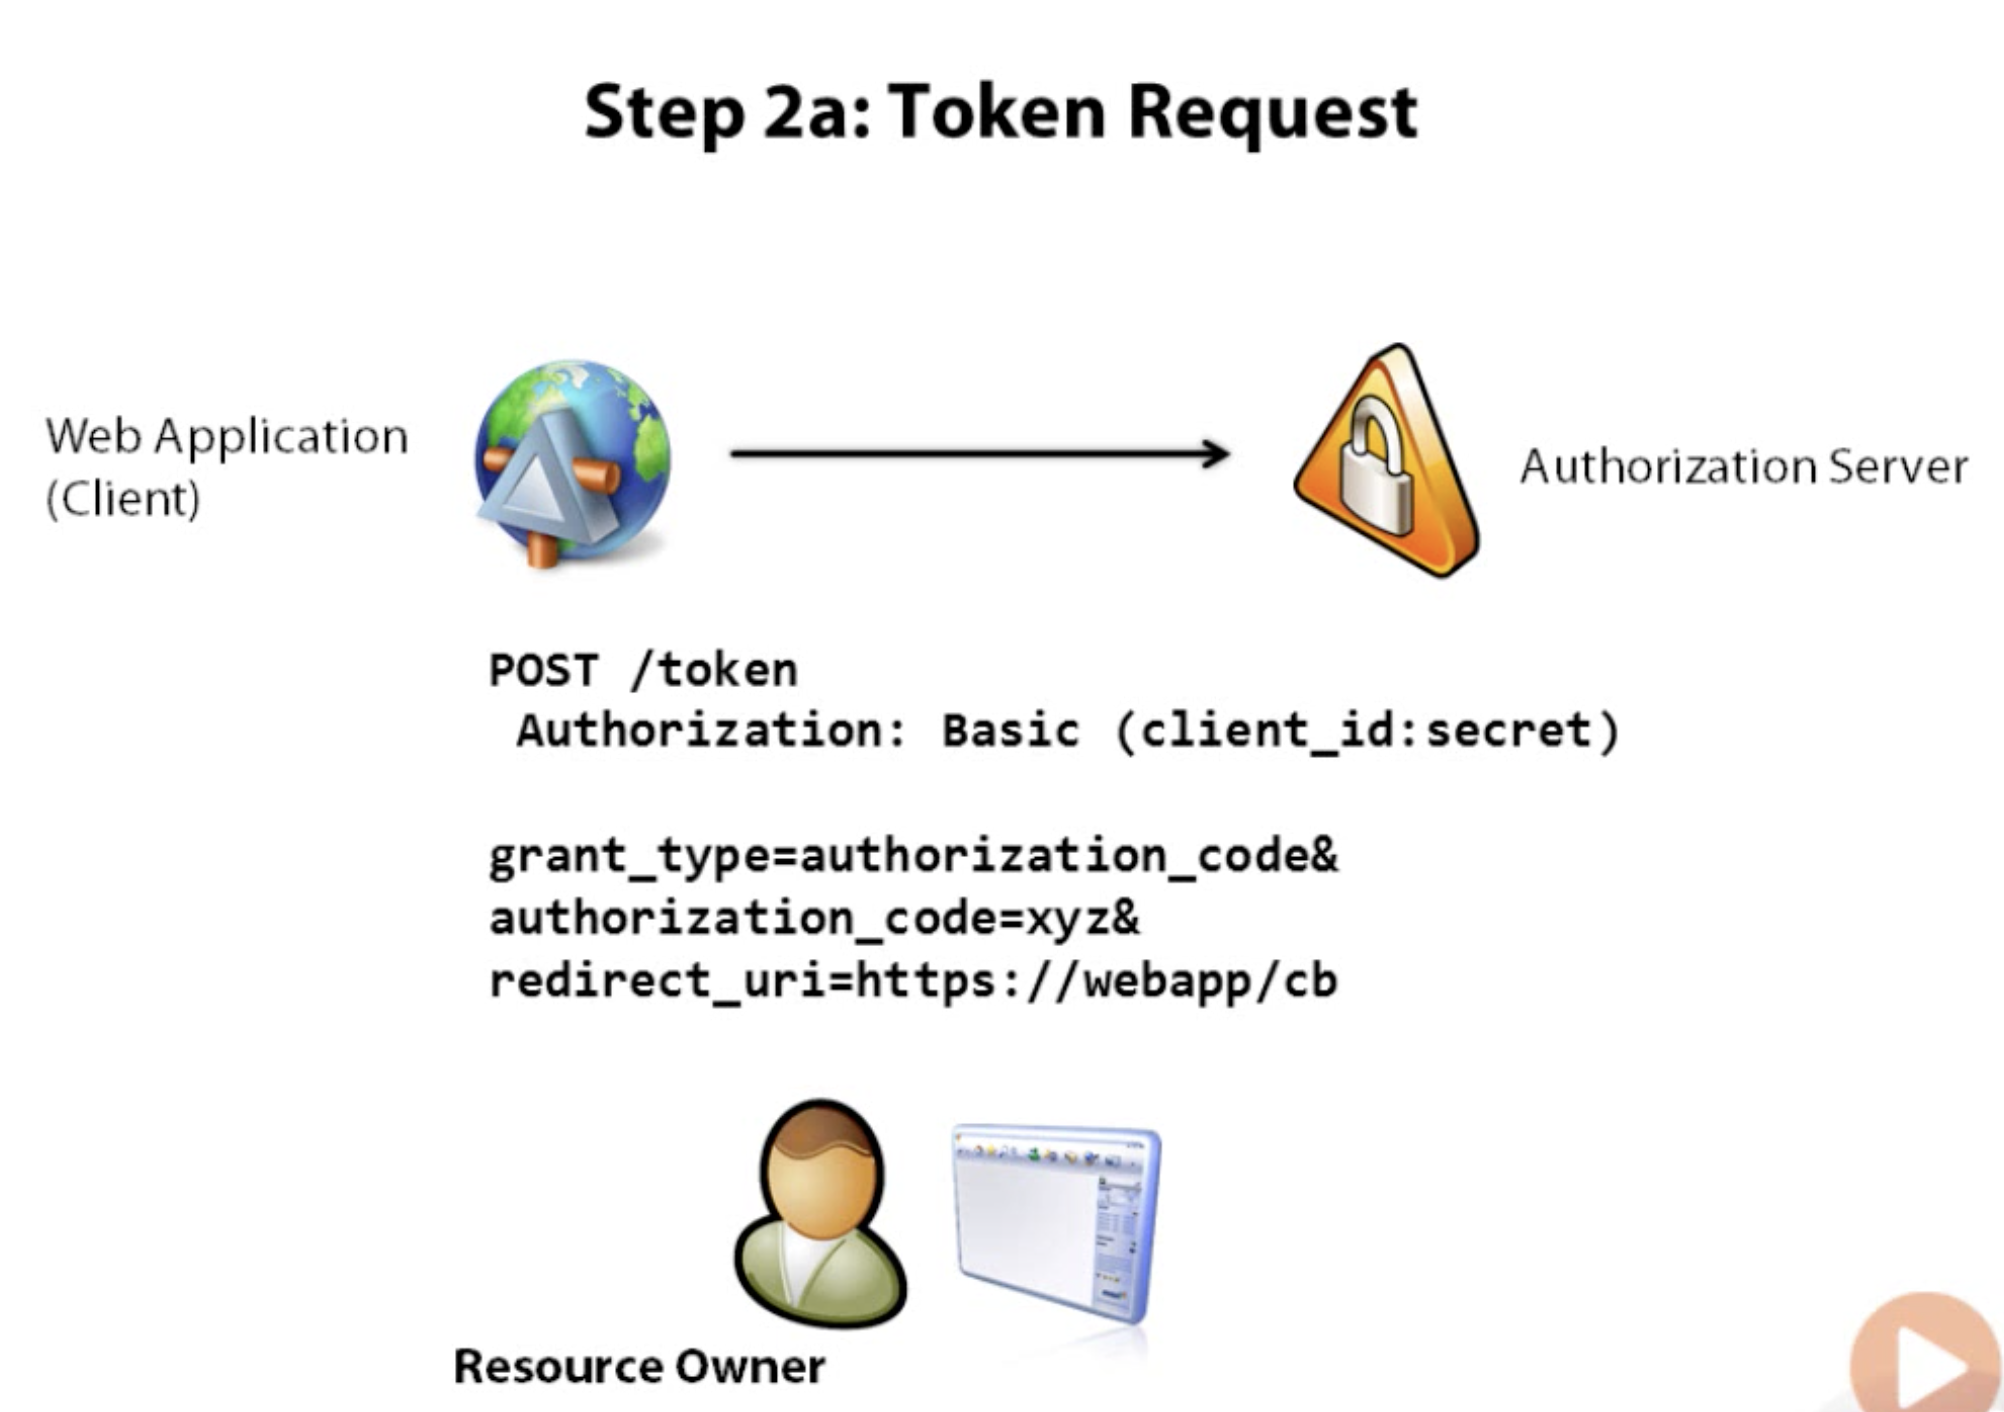 Step 2a: Token Request
Web Application
(Client)
Authorization Server
POST /token
Authorization: Basic (client_id:secret)
grant_type=authorization_code&
authorization_code=xyz&
redirect_uri=https://webapp/cb
Resource Owner